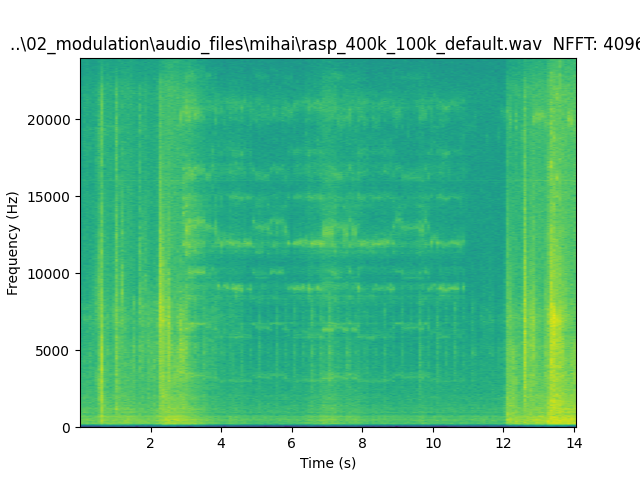 ..\02_modulation\audio_files\mihai\rasp_400k_100k_default.wav  NFFT: 4096
20000
15000
10000
5000
0
Frequency (Hz)
2 4 6 8 10 12 14
Time (s)